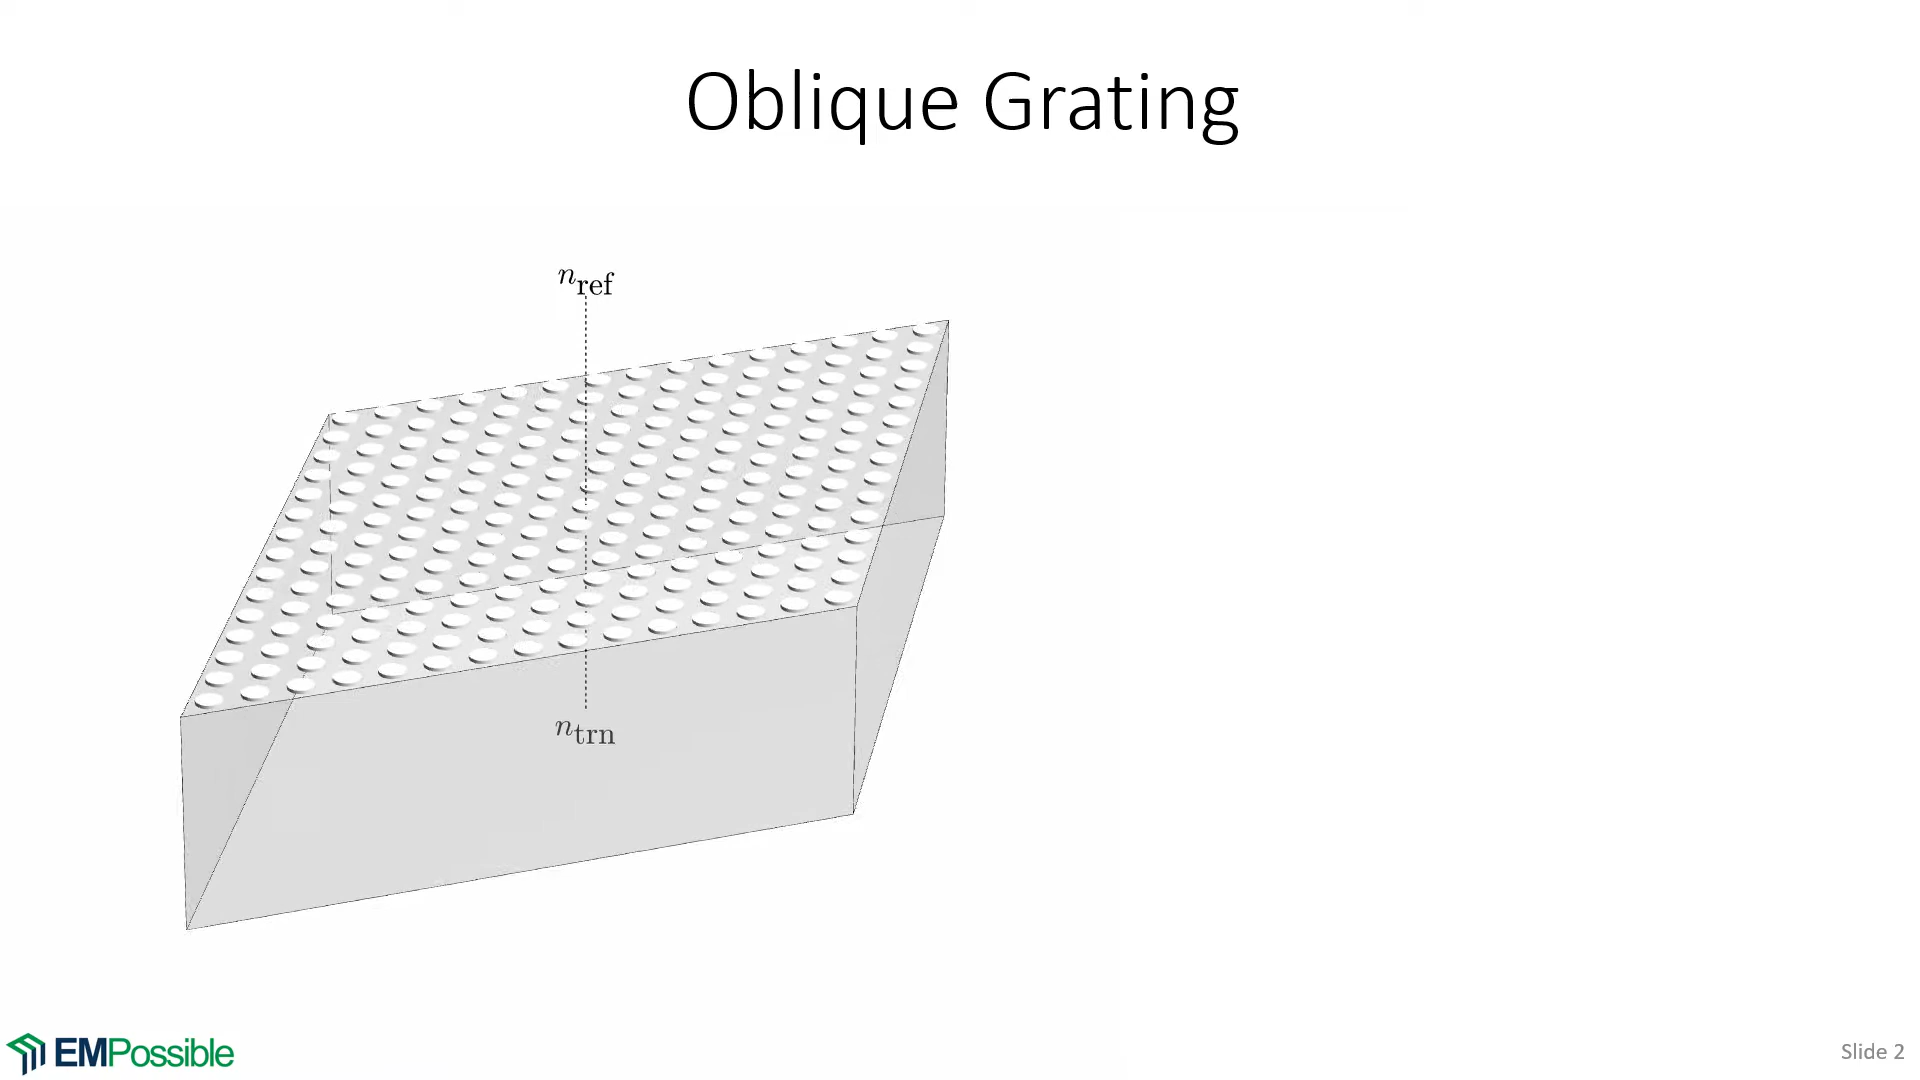 Oblique Grating
n_ref
n_trn
EMPossible
Slide 2